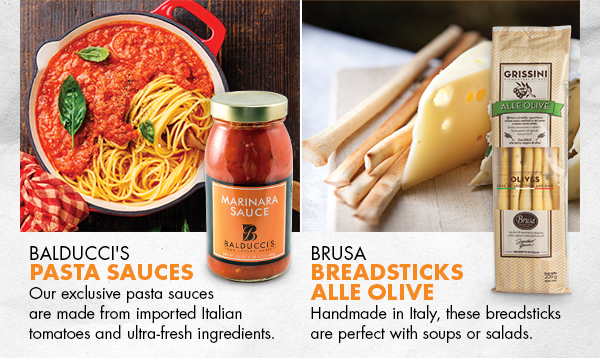 MARINARA
SAUCE
BALDUCCI'S
GRISSINI
ALLE OLIVE
OLIVES
Brusa
200g
BALDUCCI'S
PASTA SAUCES
Our exclusive pasta sauces
are made from imported Italian
tomatoes and ultra-fresh ingredients.
BRUSA
BREADSTICKS
ALLE OLIVE
Handmade in Italy, these breadsticks
are perfect with soups or salads.